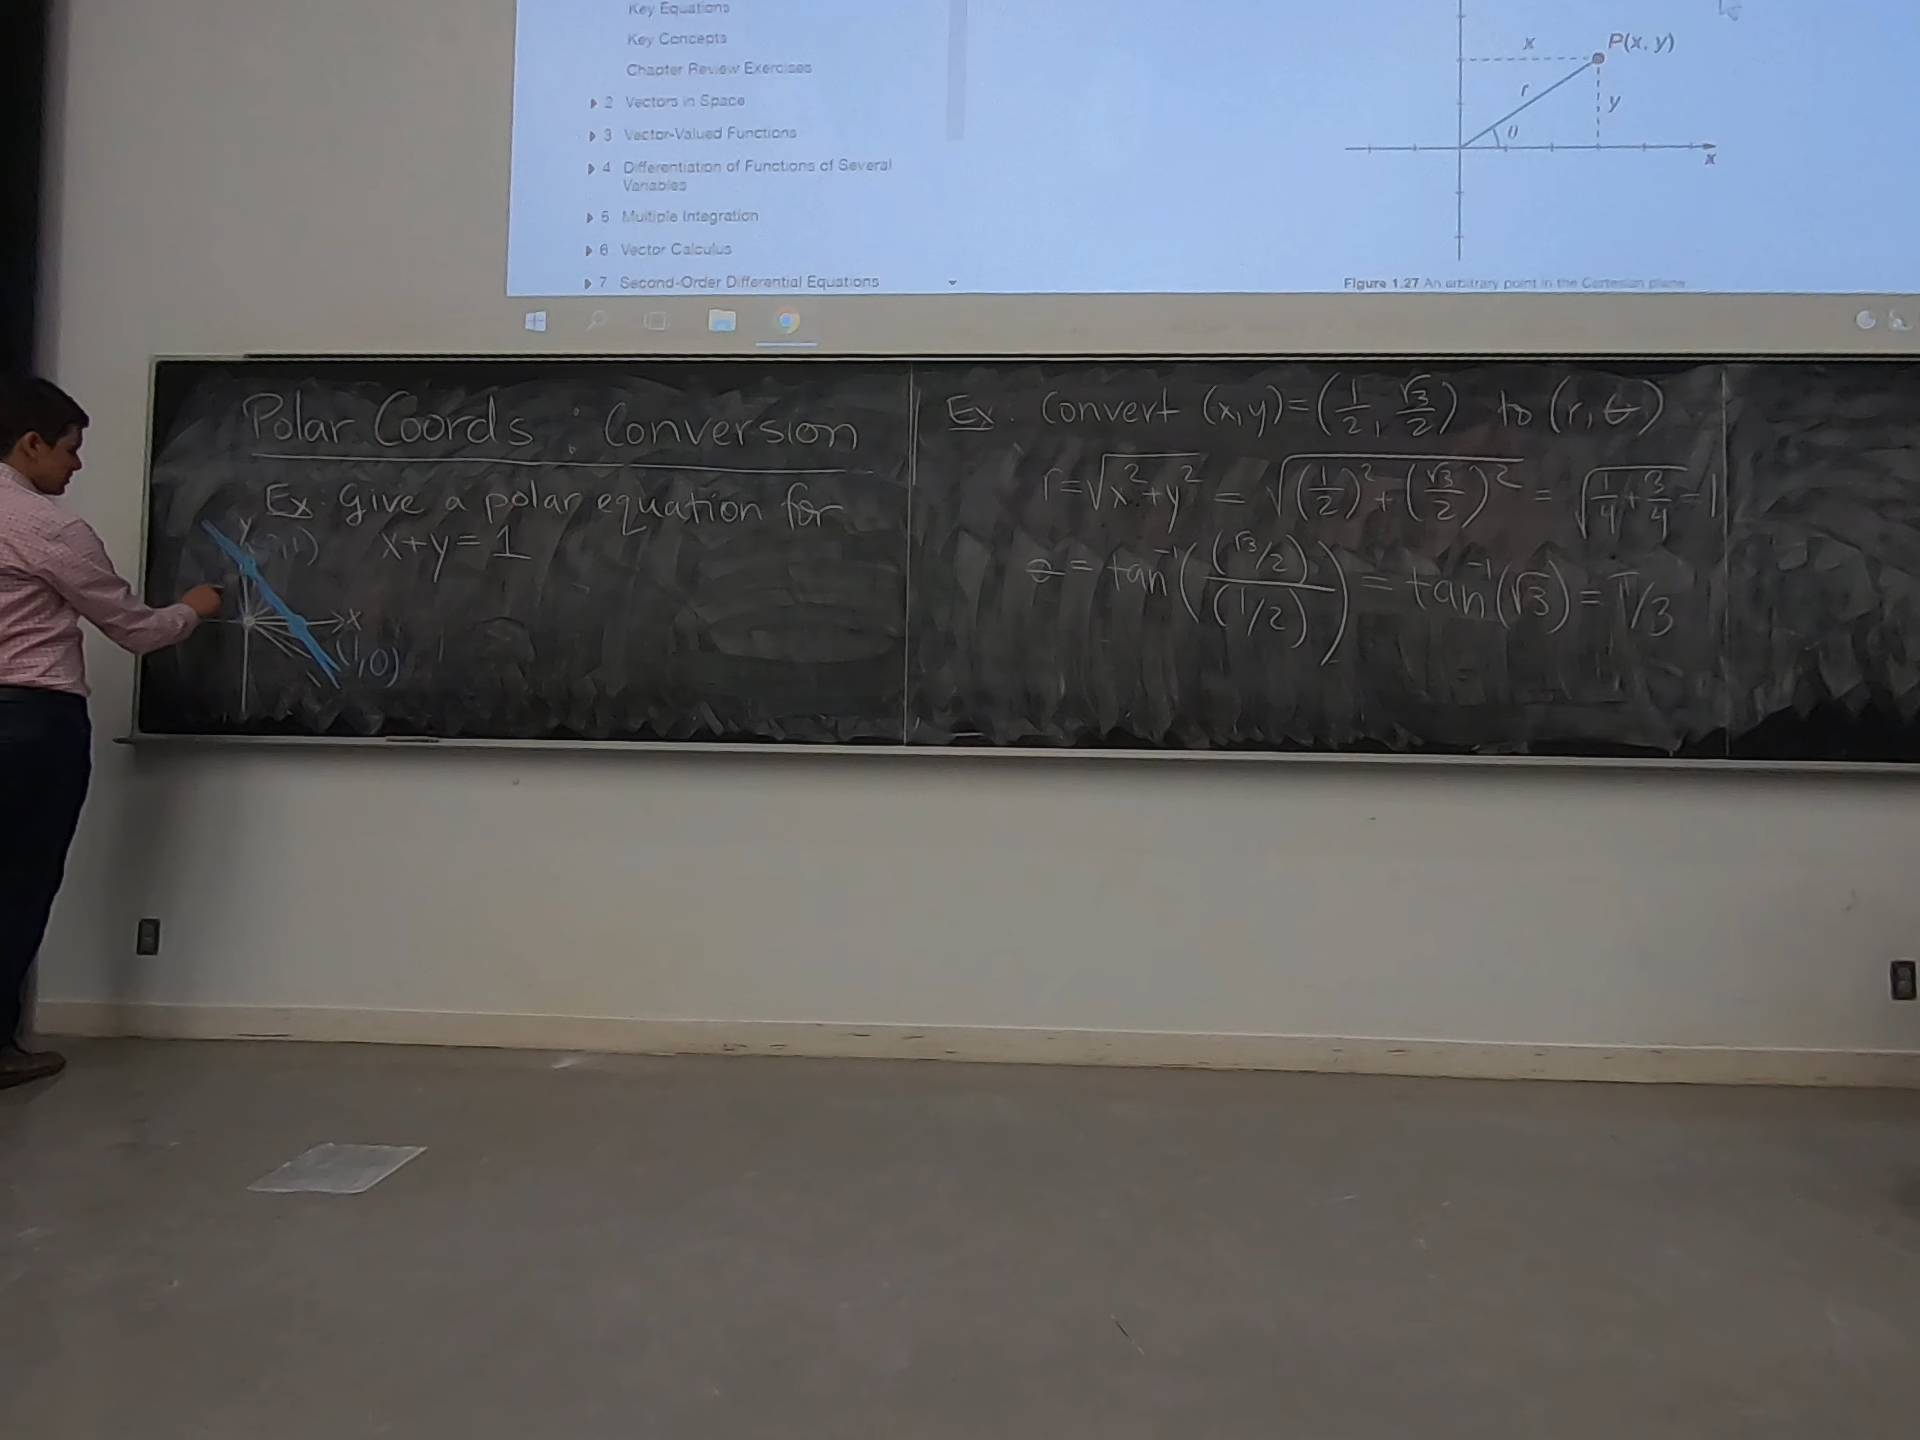 Key Equations
Key Concepts
Chapter Review Exercises
2 Vectors in Space
3 Vector-Valued Functions
4 Differentiation of Functions of Several
Variables
5 Multiple Integration
6 Vector Calculus
7 Second-Order Differential Equations
x
P(x, y)
r
y
θ
x
Figure 1.27 An arbitrary point in the Cartesian plane
Polar Coords : Conversion
Ex: Give a polar equation for
x+y=1
y
x
(1,0)
Ex: Convert (x,y)=(1/2, √3/2) to (r, θ)
r=√(x²+y²) = √((1/2)²+(√3/2)²) = √(1/4+3/4)=1
θ= tan⁻¹((√3/2)/(1/2)) = tan⁻¹(√3)=π/3